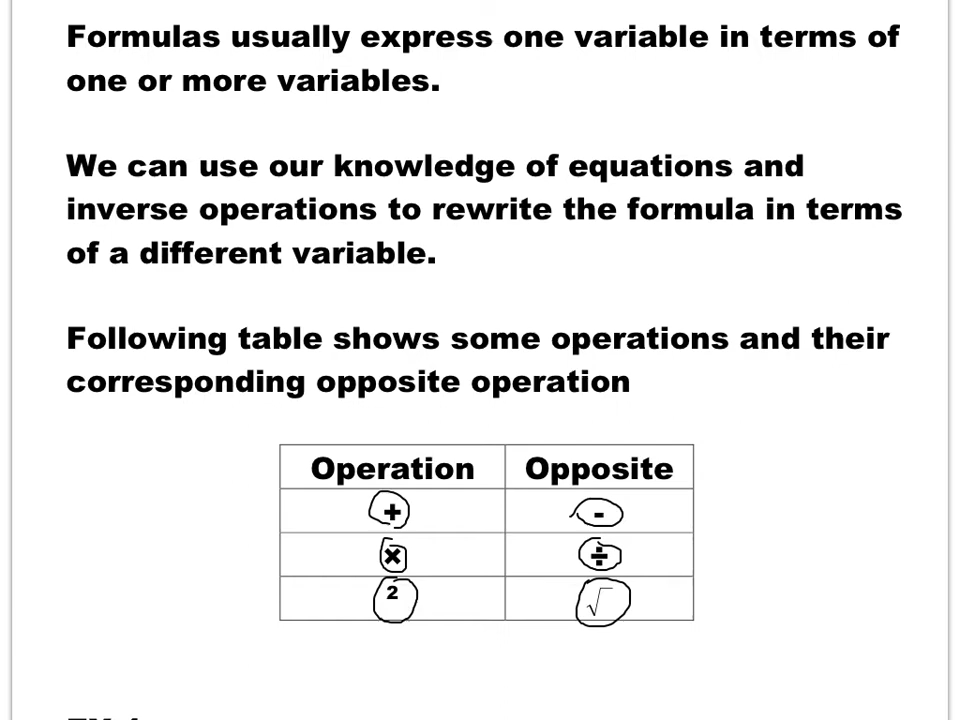 Formulas usually express one variable in terms of
one or more variables.
We can use our knowledge of equations and
inverse operations to rewrite the formula in terms
of a different variable.
Following table shows some operations and their
corresponding opposite operation
Operation Opposite
+ -
× ÷
2 √